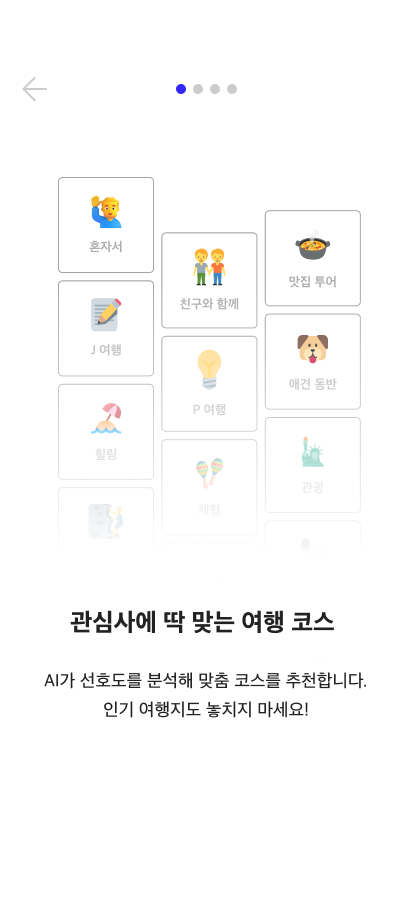 혼자서
친구와 함께
맛집 투어
J 여행
P 여행
애견 동반
힐링
체험
관광
관심사에 딱 맞는 여행 코스
AI가 선호도를 분석해 맞춤 코스를 추천합니다.
인기 여행지도 놓치지 마세요!